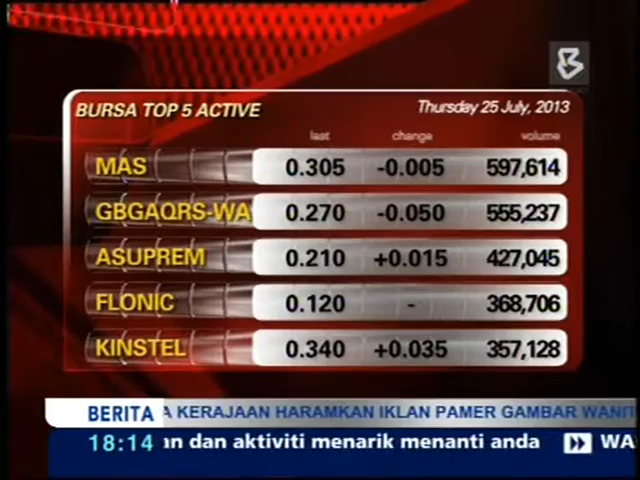 BURSA TOP 5 ACTIVE Thursday 25 July, 2013
last change volume
MAS 0.305 -0.005 597,614
GBGAQRS-WA 0.270 -0.050 555,237
ASUPREM 0.210 +0.015 427,045
FLONIC 0.120 - 368,706
KINSTEL 0.340 +0.035 357,128
BERITA A KERAJAAN HARAMKAN IKLAN PAMER GAMBAR WANIT
18:14 an dan aktiviti menarik menanti anda WA